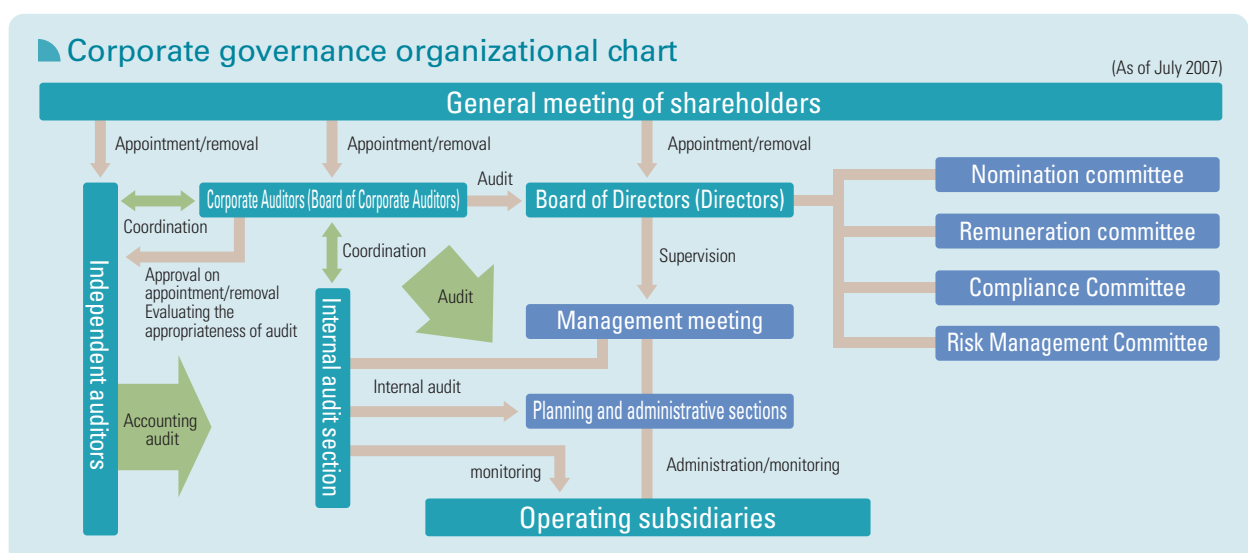 Corporate governance organizational chart
(As of July 2007)
General meeting of shareholders
Appointment/removal
Appointment/removal
Appointment/removal
Corporate Auditors (Board of Corporate Auditors)
Audit
Board of Directors (Directors)
Nomination committee
Remuneration committee
Compliance Committee
Risk Management Committee
Coordination
Coordination
Supervision
Approval on
appointment/removal
Evaluating the
appropriateness of audit
Audit
Management meeting
Independent auditors
Internal audit section
Internal audit
Planning and administrative sections
Accounting
audit
monitoring
Administration/monitoring
Operating subsidiaries